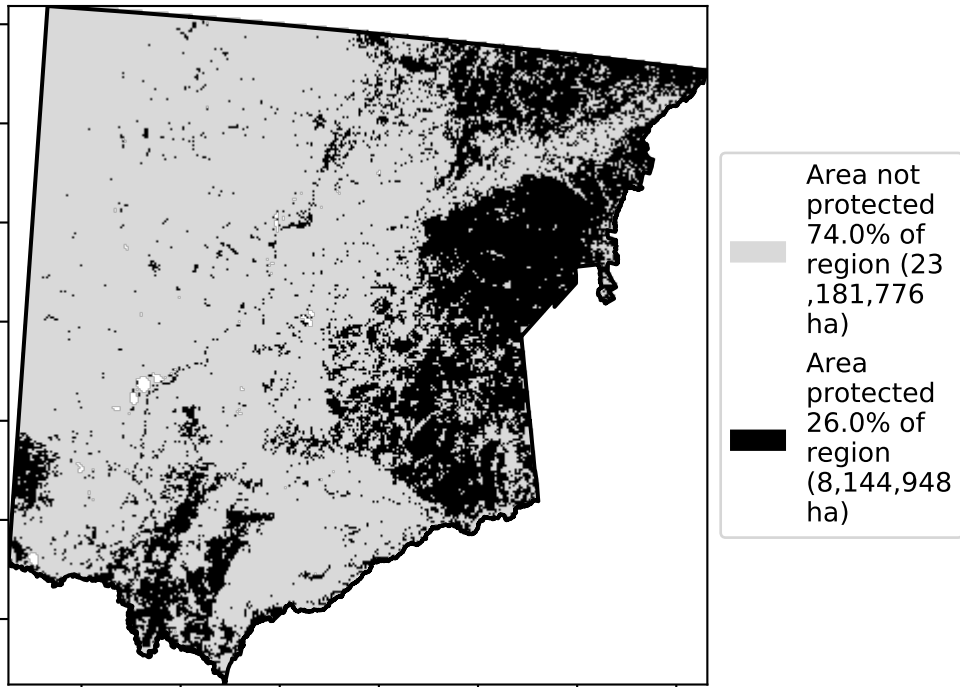 Area not
protected
74.0% of
region (23
,181,776
ha)
Area
protected
26.0% of
region
(8,144,948
ha)